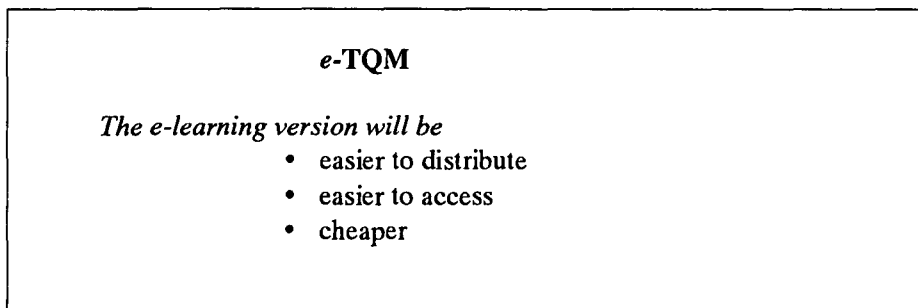 e-TQM
The e-learning version will be
• easier to distribute
• easier to access
• cheaper